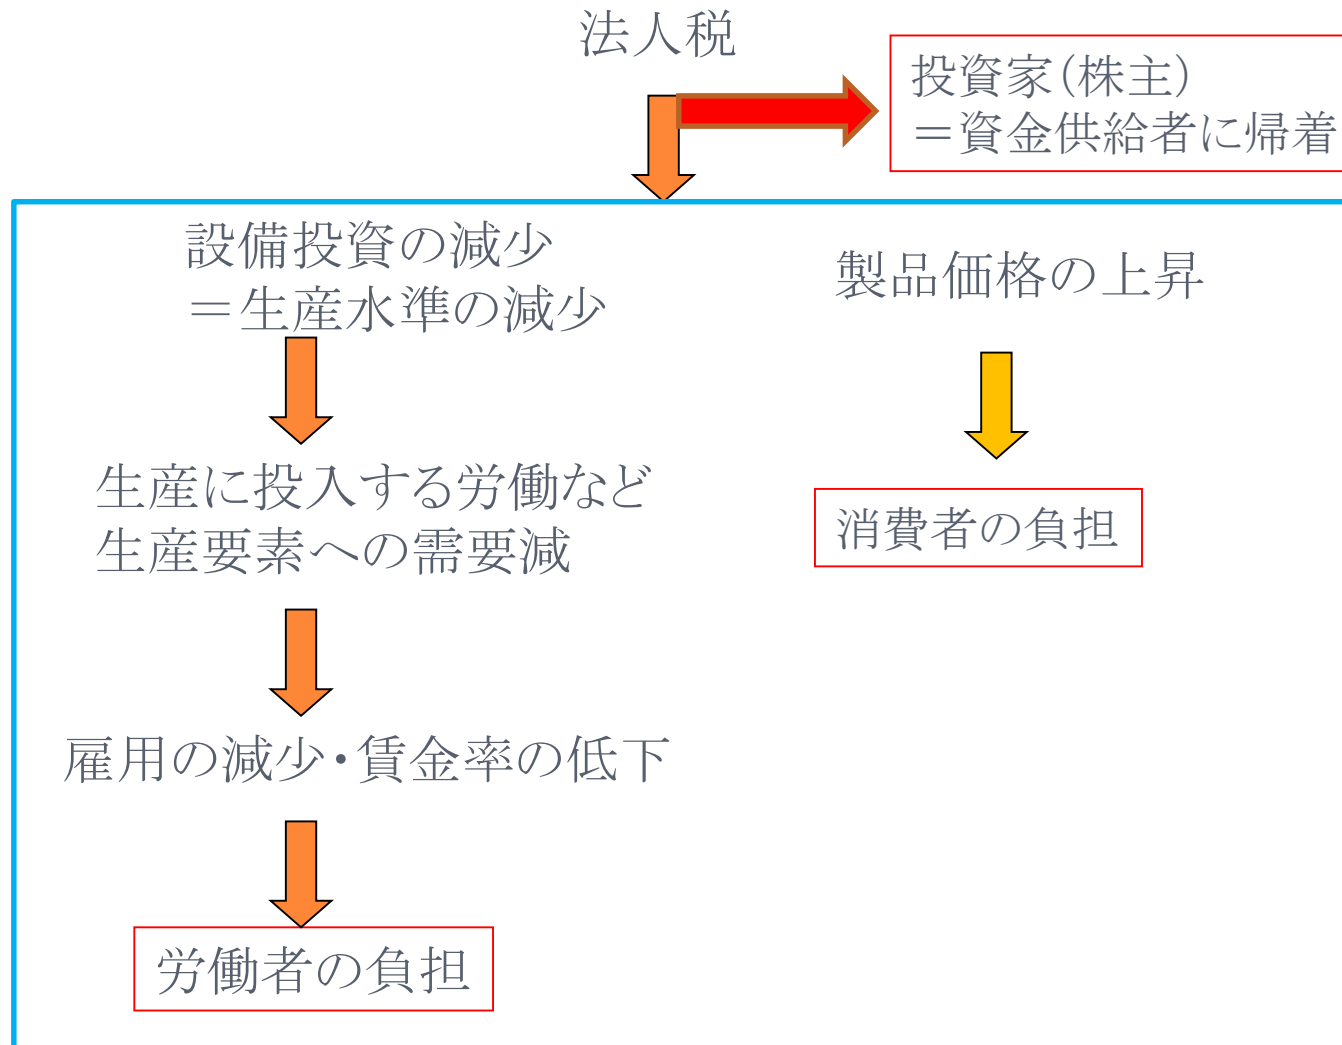 法人税
投資家(株主)
＝資金供給者に帰着
設備投資の減少
＝生産水準の減少
製品価格の上昇
生産に投入する労働など
生産要素への需要減
消費者の負担
雇用の減少・賃金率の低下
労働者の負担